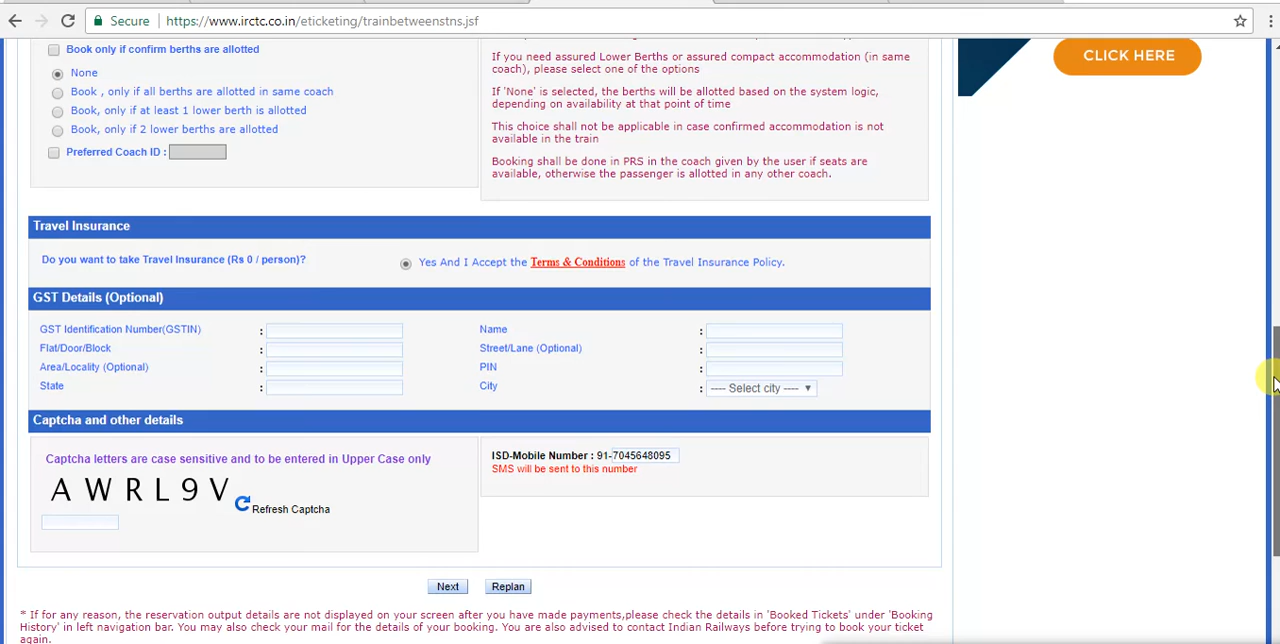 Secure | https://www.irctc.co.in/eticketing/trainbetweenstns.jsf
Book only if confirm berths are allotted
None
Book , only if all berths are allotted in same coach
Book, only if at least 1 lower berth is allotted
Book, only if 2 lower berths are allotted
Preferred Coach ID :
If you need assured Lower Berths or assured compact accommodation (in same
coach), please select one of the options
If 'None' is selected, the berths will be allotted based on the system logic,
depending on availability at that point of time
This choice shall not be applicable in case confirmed accommodation is not
available in the train
Booking shall be done in PRS in the coach given by the user if seats are
available, otherwise the passenger is allotted in any other coach.
CLICK HERE
Travel Insurance
Do you want to take Travel Insurance (Rs 0 / person)?
Yes And I Accept the Terms & Conditions of the Travel Insurance Policy.
GST Details (Optional)
GST Identification Number(GSTIN) :
Name :
Flat/Door/Block :
Street/Lane (Optional) :
Area/Locality (Optional) :
PIN :
State :
City : ---- Select city ----
Captcha and other details
Captcha letters are case sensitive and to be entered in Upper Case only
A W R L 9 V
Refresh Captcha
ISD-Mobile Number : 91-7045648095
SMS will be sent to this number
Next
Replan
* If for any reason, the reservation output details are not displayed on your screen after you have made payments,please check the details in 'Booked Tickets' under 'Booking
History' in left navigation bar. You may also check your mail for the details of your booking. You are also advised to contact Indian Railways before trying to book your ticket
again.